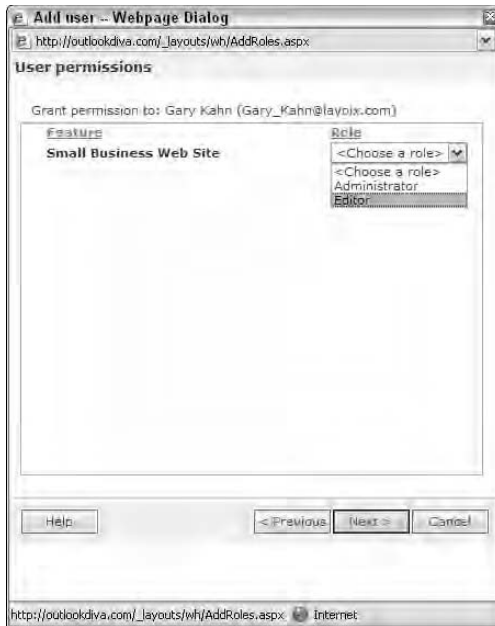 Add user -- Webpage Dialog
http://outlookdiva.com/_layouts/wh/AddRoles.aspx
User permissions
Grant permission to: Gary Kahn (Gary_Kahn@layoix.com)
Feature Role
Small Business Web Site <Choose a role>
<Choose a role>
Administrator
Editor
Help < Previous Next > Cancel
http://outlookdiva.com/_layouts/wh/AddRoles.aspx Internet